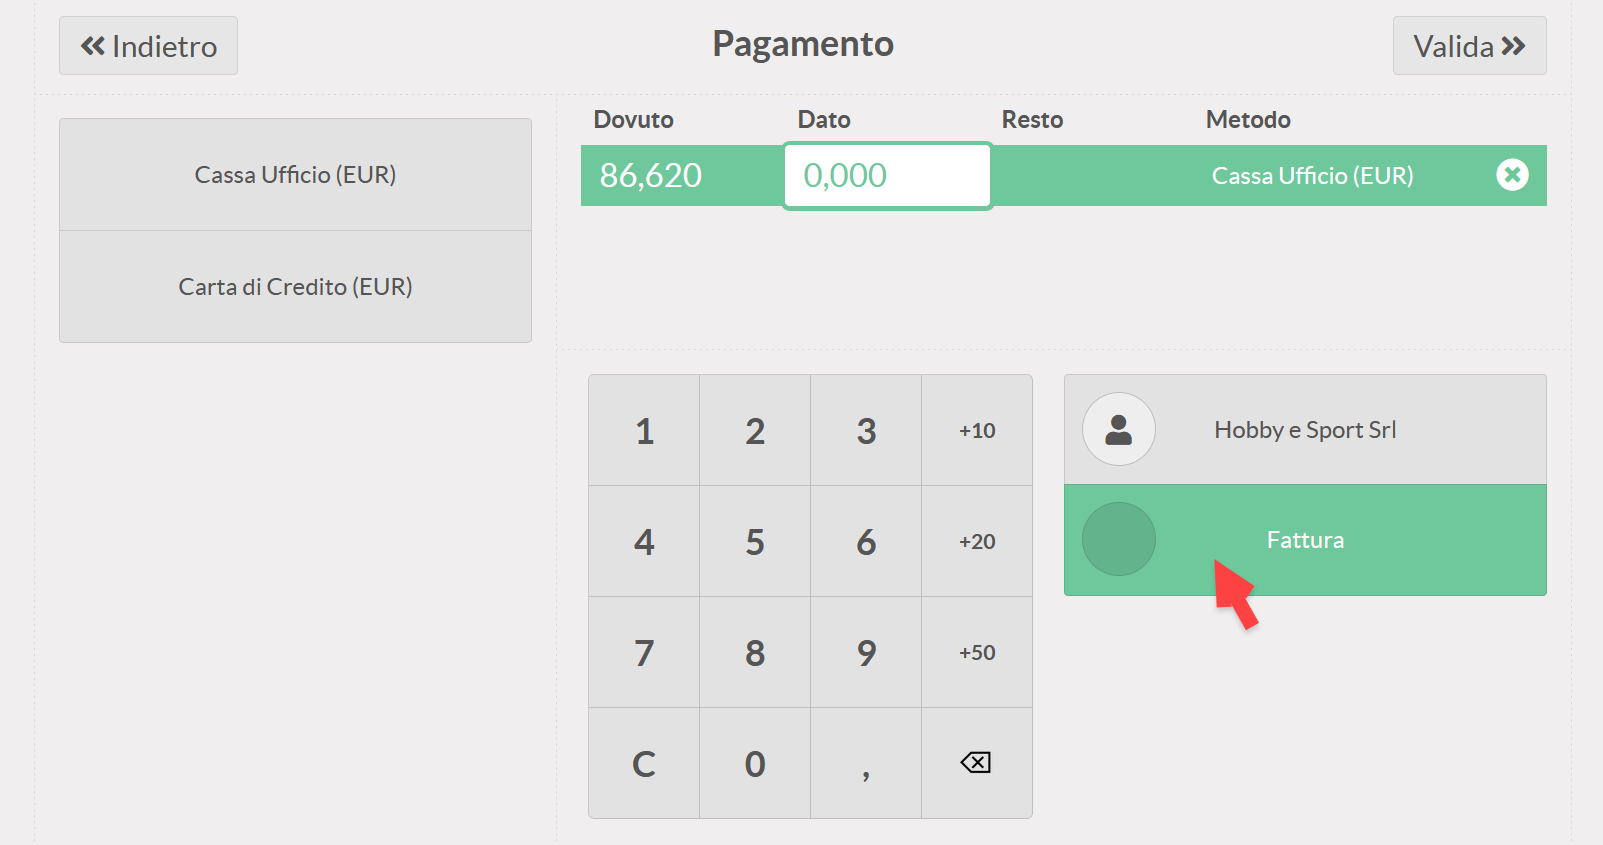 Indietro
Pagamento
Valida
Cassa Ufficio (EUR)
Carta di Credito (EUR)
Dovuto Dato Resto Metodo
86,620 0,000 Cassa Ufficio (EUR)
1 2 3 +10
4 5 6 +20
7 8 9 +50
C 0 ,
Hobby e Sport Srl
Fattura